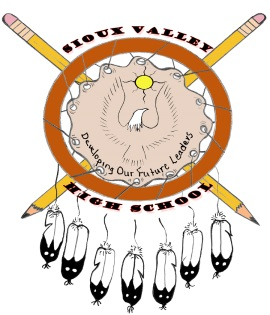 SIOUX VALLEY
Developing Our Future Leaders
HIGH SCHOOL